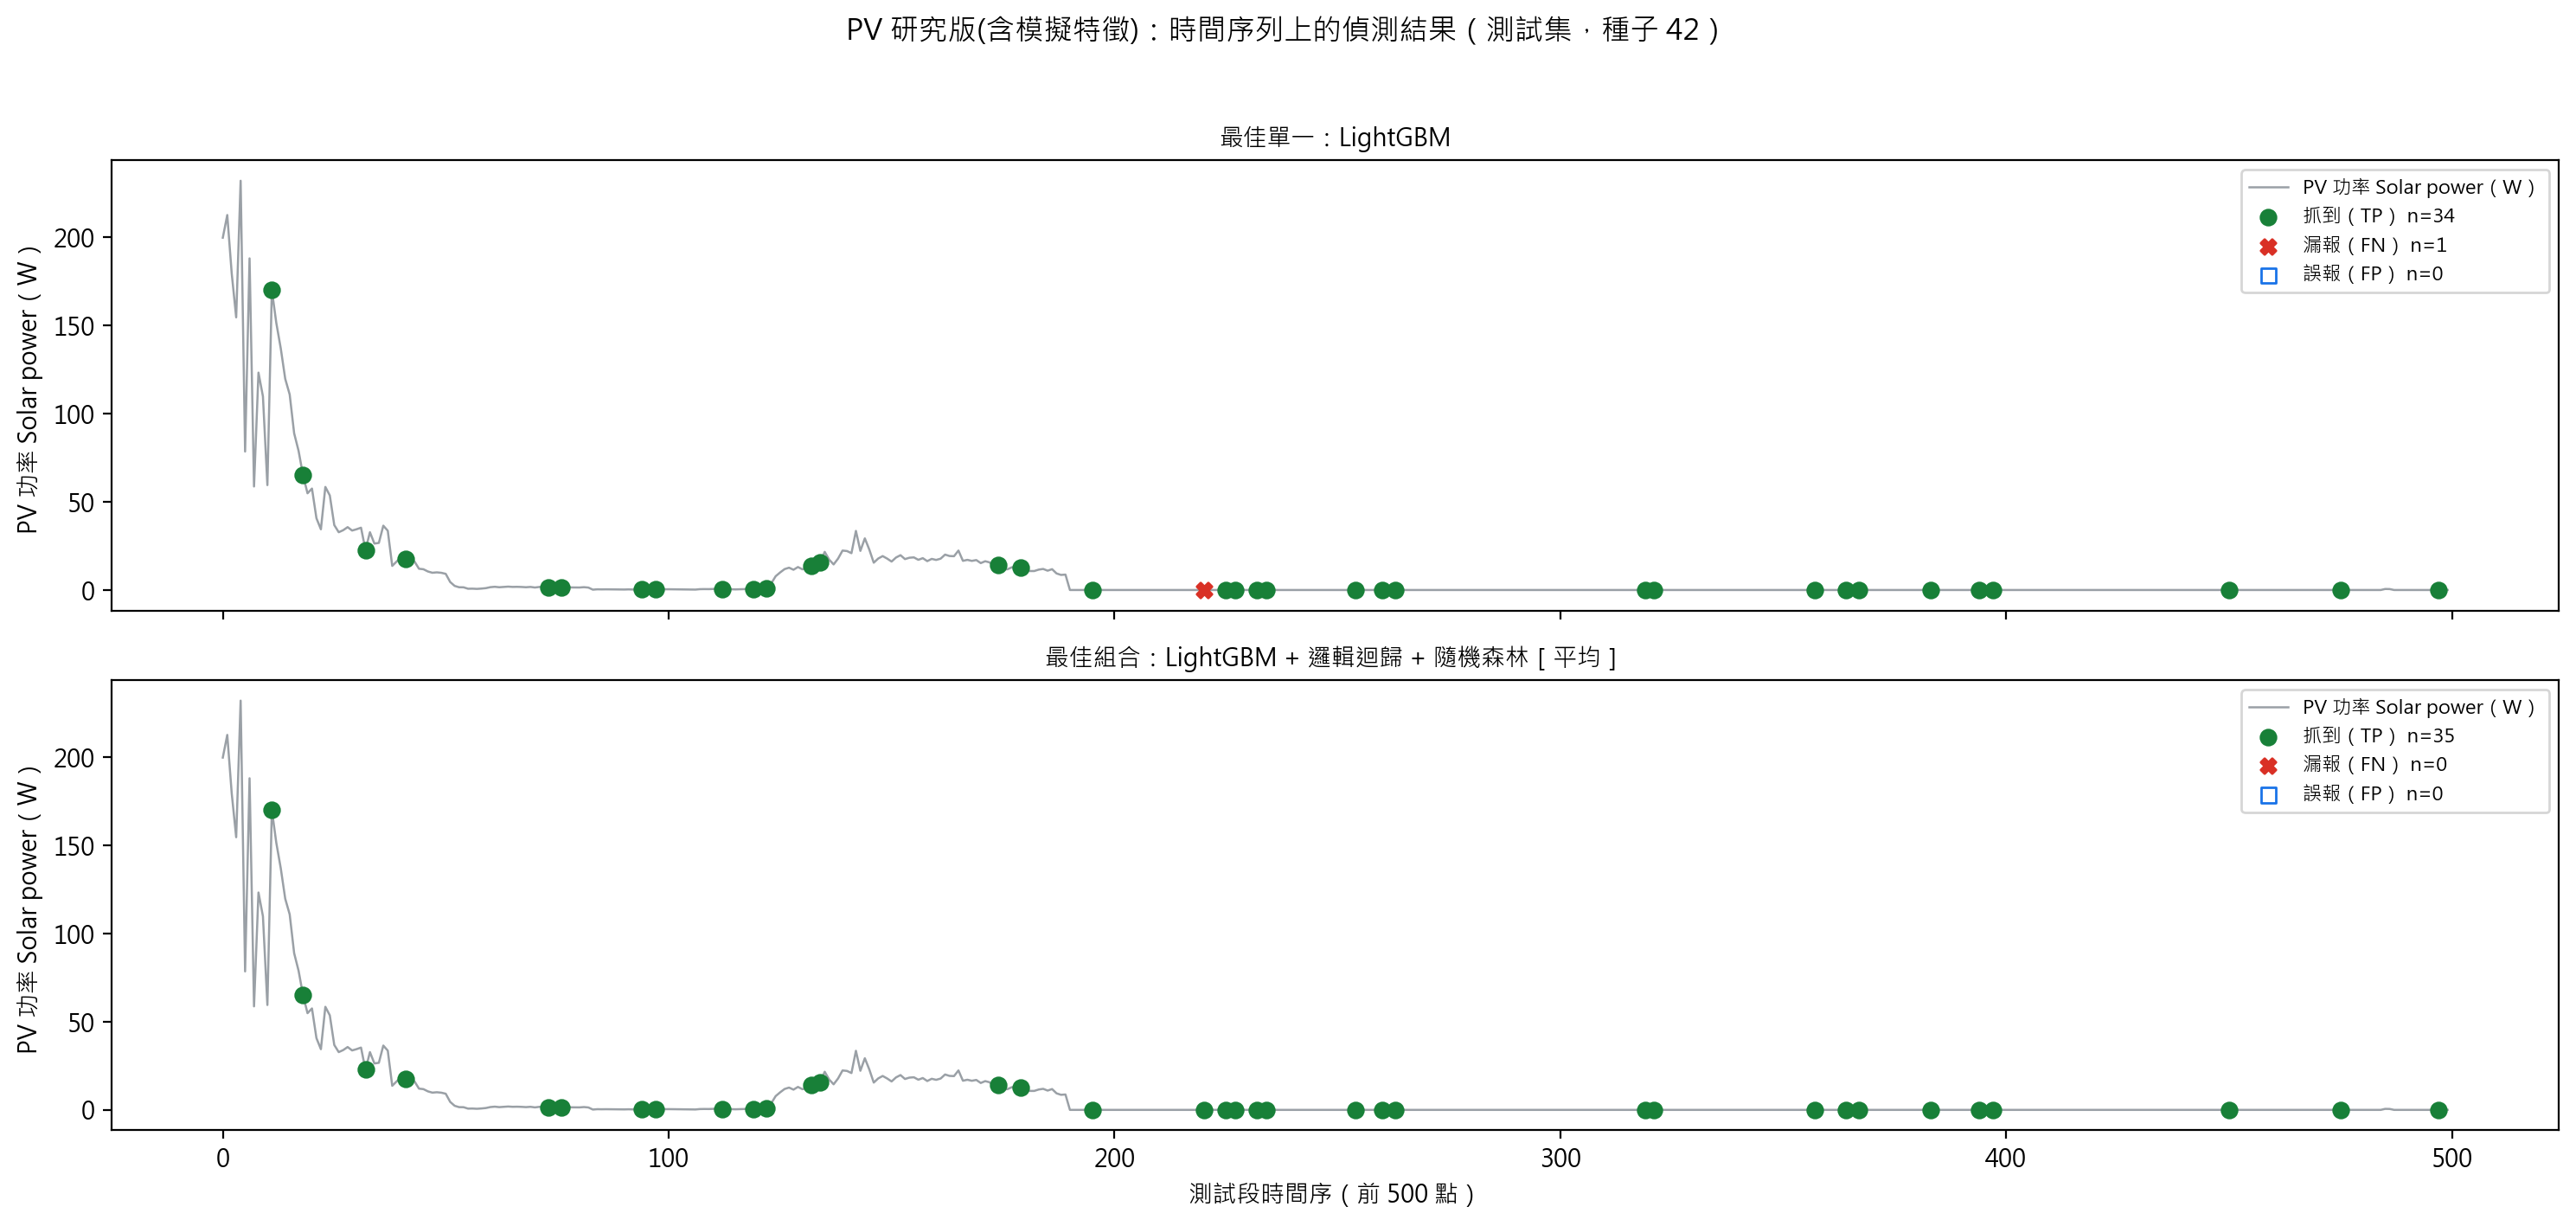 PV 研究版(含模擬特徵)：時間序列上的偵測結果（測試集，種子 42）
最佳單一：LightGBM
PV 功率 Solar power（W）
200
150
100
50
0
PV 功率 Solar power（W）
抓到（TP） n=34
漏報（FN） n=1
誤報（FP） n=0
最佳組合：LightGBM + 邏輯迴歸 + 隨機森林［平均］
PV 功率 Solar power（W）
200
150
100
50
0
PV 功率 Solar power（W）
抓到（TP） n=35
漏報（FN） n=0
誤報（FP） n=0
0 100 200 300 400 500
測試段時間序（前 500 點）